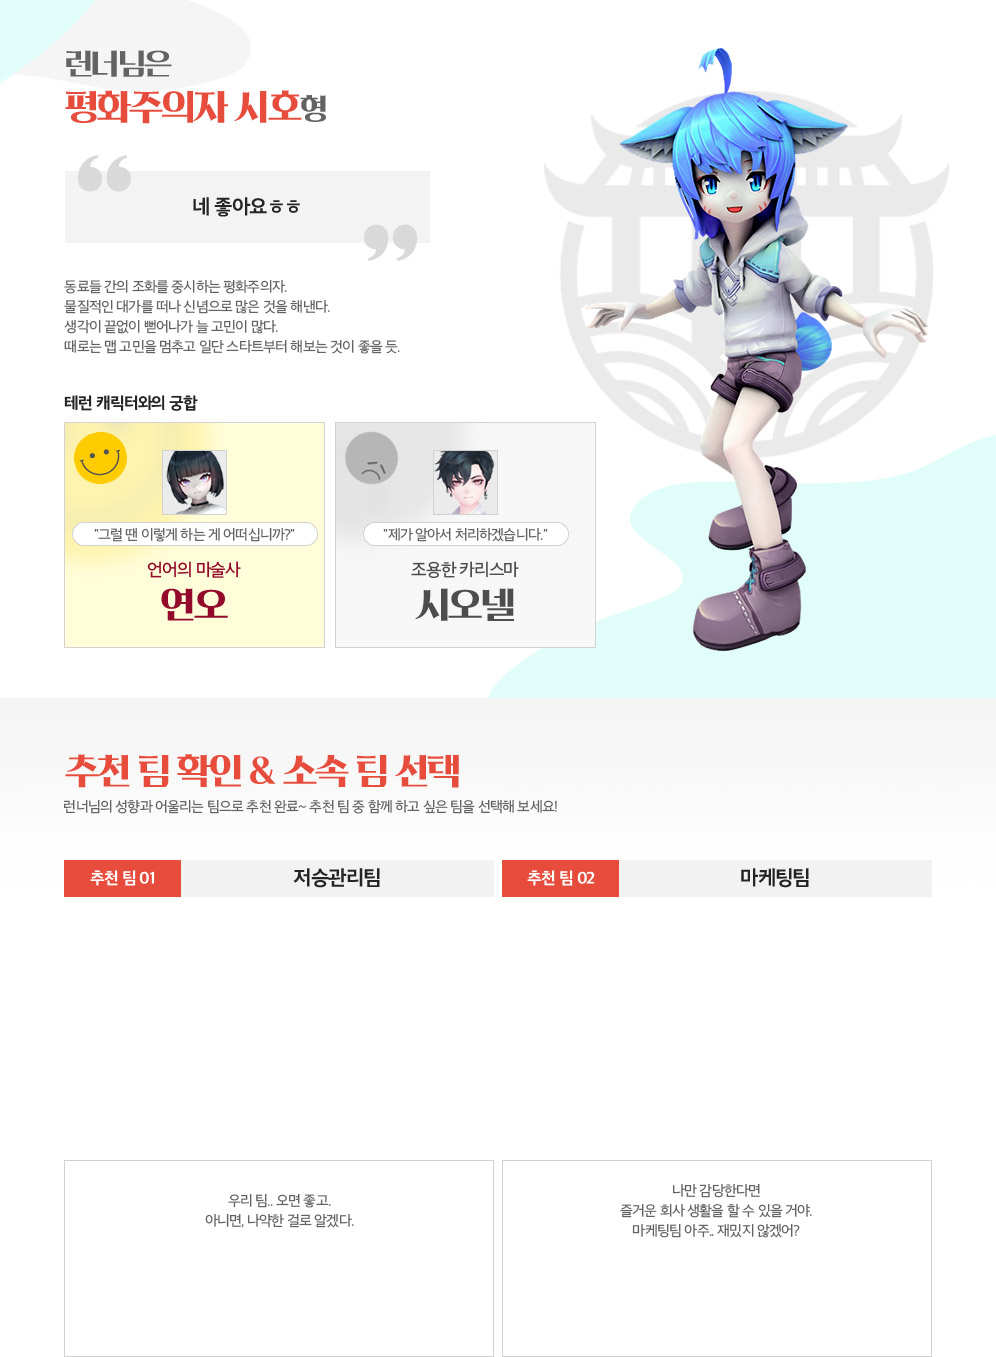 런너님은
평화주의자 시호형
네 좋아요ㅎㅎ
동료들 간의 조화를 중시하는 평화주의자.
물질적인 대가를 떠나 신념으로 많은 것을 해낸다.
생각이 끝없이 뻗어나가 늘 고민이 많다.
때로는 맵 고민을 멈추고 일단 스타트부터 해보는 것이 좋을 듯.
테런 캐릭터와의 궁합
"그럴 땐 이렇게 하는 게 어떠십니까?"
언어의 마술사
연오
"제가 알아서 처리하겠습니다."
조용한 카리스마
시오넬
추천 팀 확인 & 소속 팀 선택
런너님의 성향과 어울리는 팀으로 추천 완료~ 추천 팀 중 함께 하고 싶은 팀을 선택해 보세요!
추천 팀 01
저승관리팀
추천 팀 02
마케팅팀
우리 팀.. 오면 좋고.
아니면, 나약한 걸로 알겠다.
나만 감당한다면
즐거운 회사 생활을 할 수 있을 거야.
마케팅팀 아주.. 재밌지 않겠어?